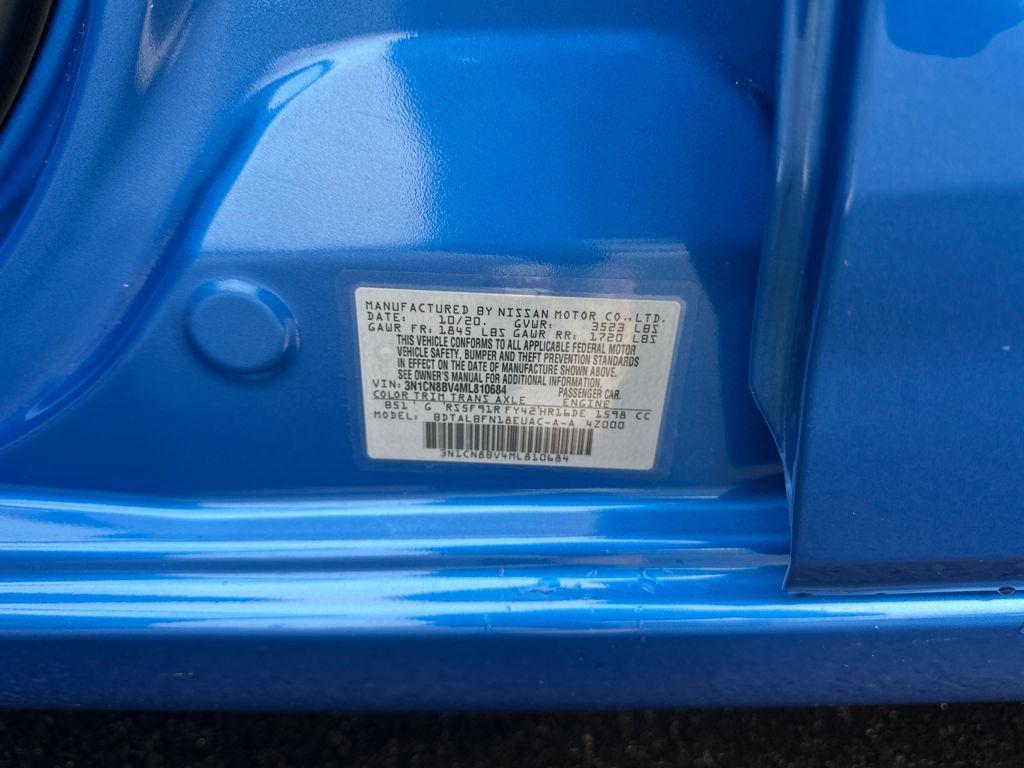 MANUFACTURED BY NISSAN MOTOR CO.,LTD.
DATE: 10/20. GVWR: 3523 LBS
GAWR FR: 1845 LBS GAWR RR: 1720 LBS
THIS VEHICLE CONFORMS TO ALL APPLICABLE FEDERAL MOTOR
VEHICLE SAFETY, BUMPER AND THEFT PREVENTION STANDARDS
IN EFFECT ON THE DATE OF MANUFACTURE SHOWN ABOVE.
SEE OWNER'S MANUAL FOR ADDITIONAL INFORMATION.
VIN: 3N1CN8BV4ML810684 PASSENGER CAR.
COLOR TRIM TRANS AXLE ENGINE
B51 G RS5F91R FY42 HR16DE 1598 CC
MODEL: BDTALBFN18EUAC-A-A 4Z000
3N1CN8BV4ML810684